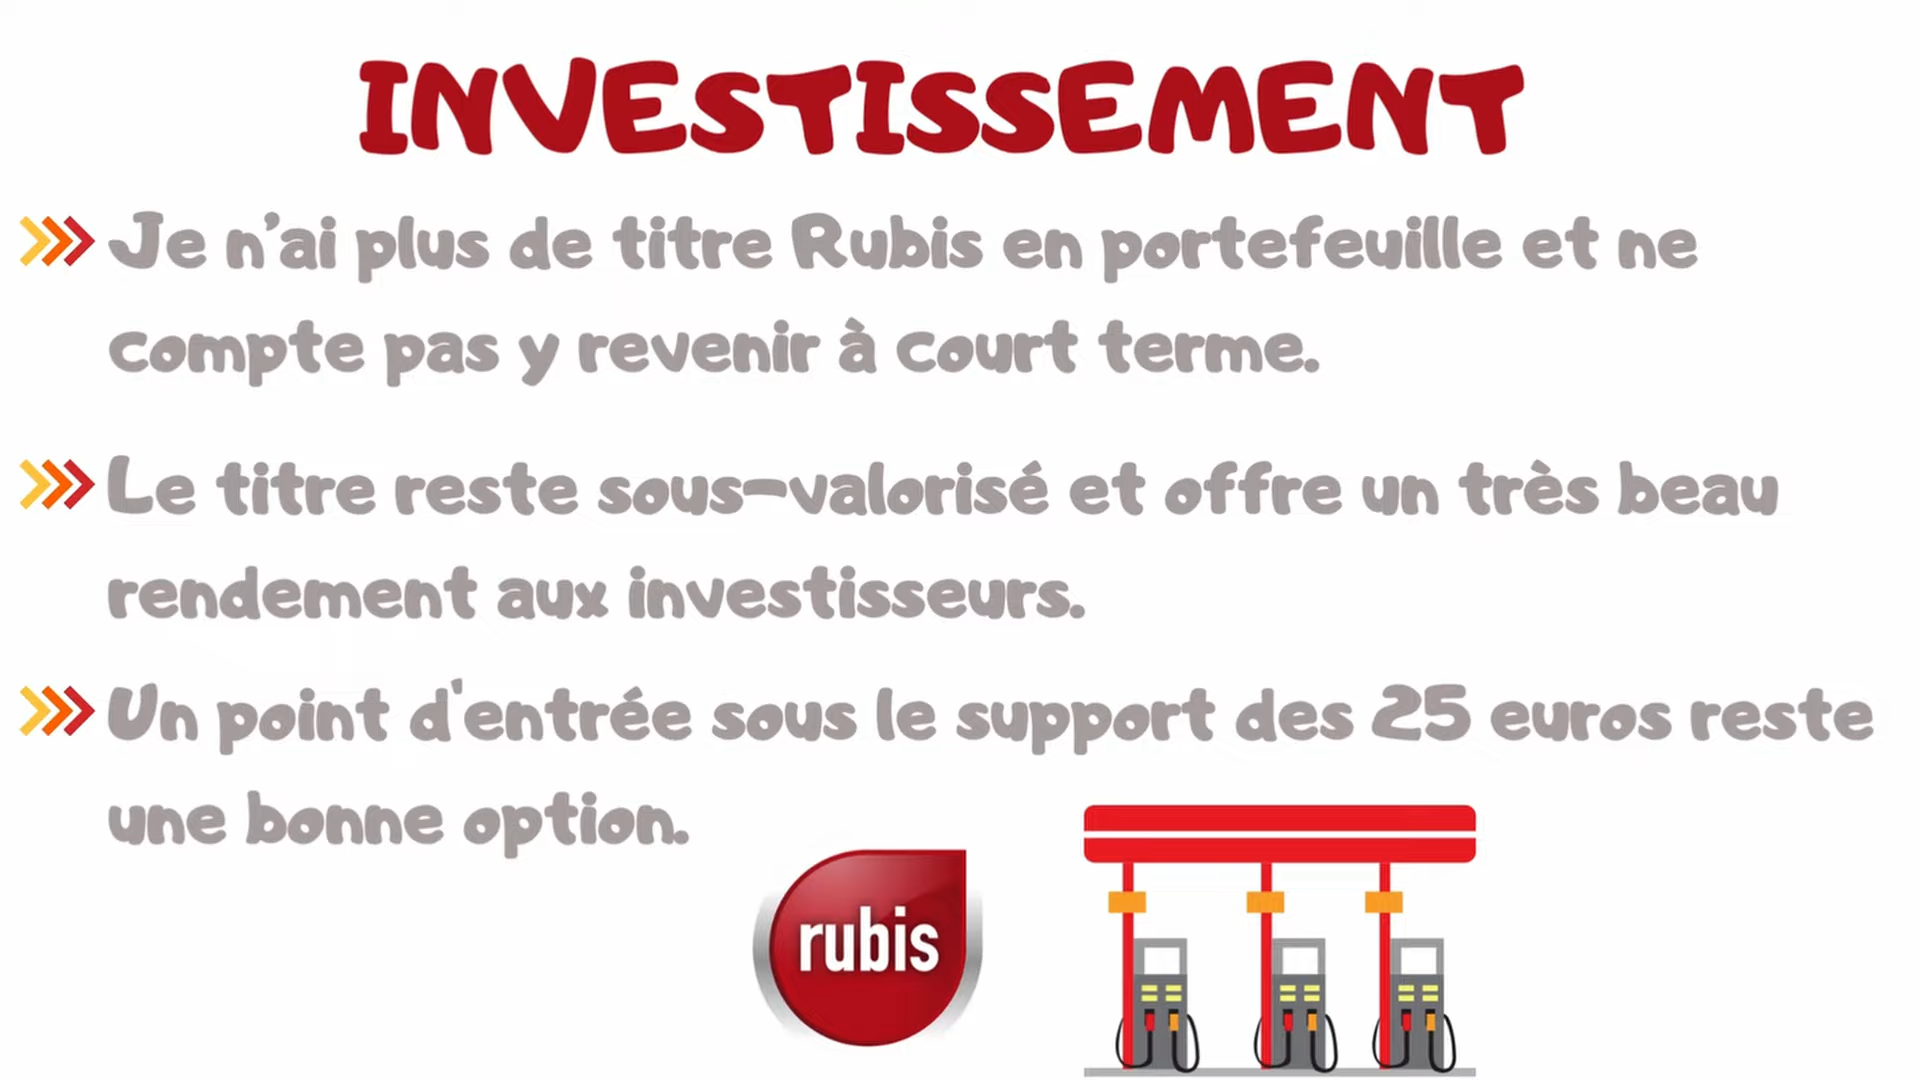 INVESTISSEMENT
Je n'ai plus de titre Rubis en portefeuille et ne
compte pas y revenir à court terme.
Le titre reste sous-valorisé et offre un très beau
rendement aux investisseurs.
Un point d'entrée sous le support des 25 euros reste
une bonne option.
rubis